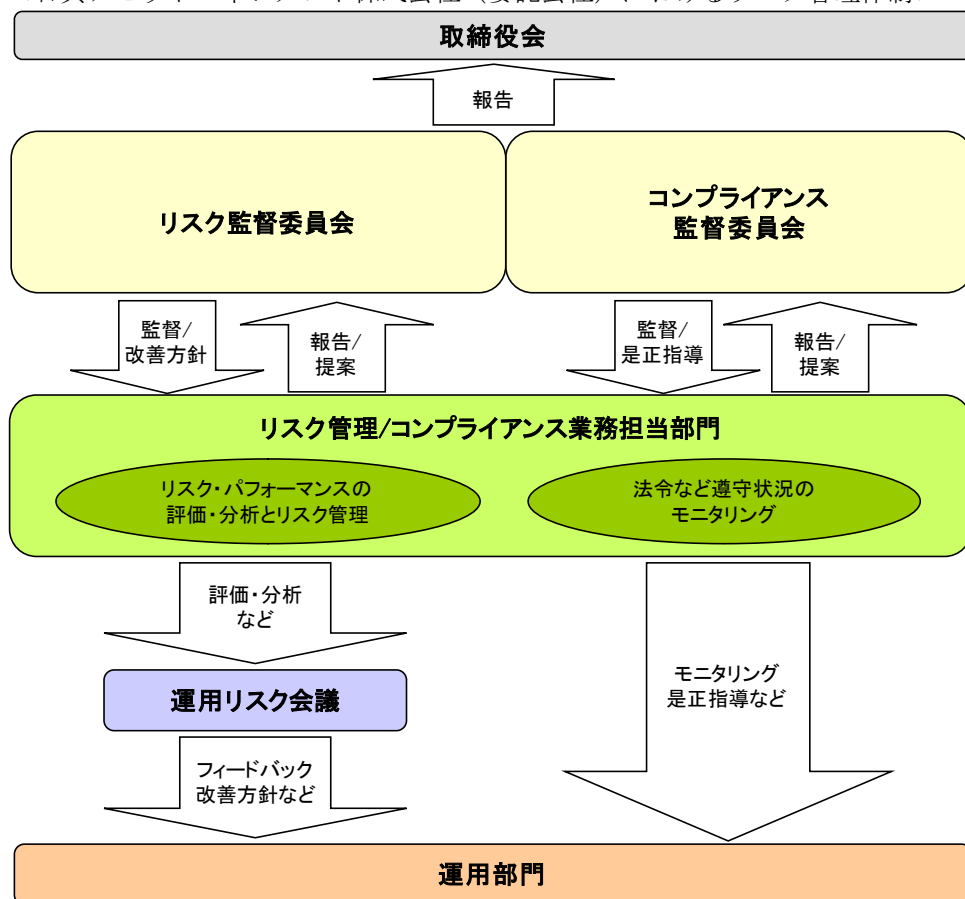 取締役会
報告
リスク監督委員会
コンプライアンス
監督委員会
監督/
改善方針
報告/
提案
監督/
是正指導
報告/
提案
リスク管理/コンプライアンス業務担当部門
リスク・パフォーマンスの
評価・分析とリスク管理
法令など遵守状況の
モニタリング
評価・分析
など
運用リスク会議
モニタリング
是正指導など
フィードバック
改善方針など
運用部門